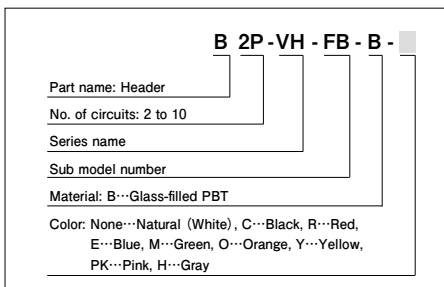 B 2P - VH - FB - B -
Part name: Header
No. of circuits: 2 to 10
Series name
Sub model number
Material: B···Glass-filled PBT
Color: None···Natural (White), C···Black, R···Red,
E···Blue, M···Green, O···Orange, Y···Yellow,
PK···Pink, H···Gray